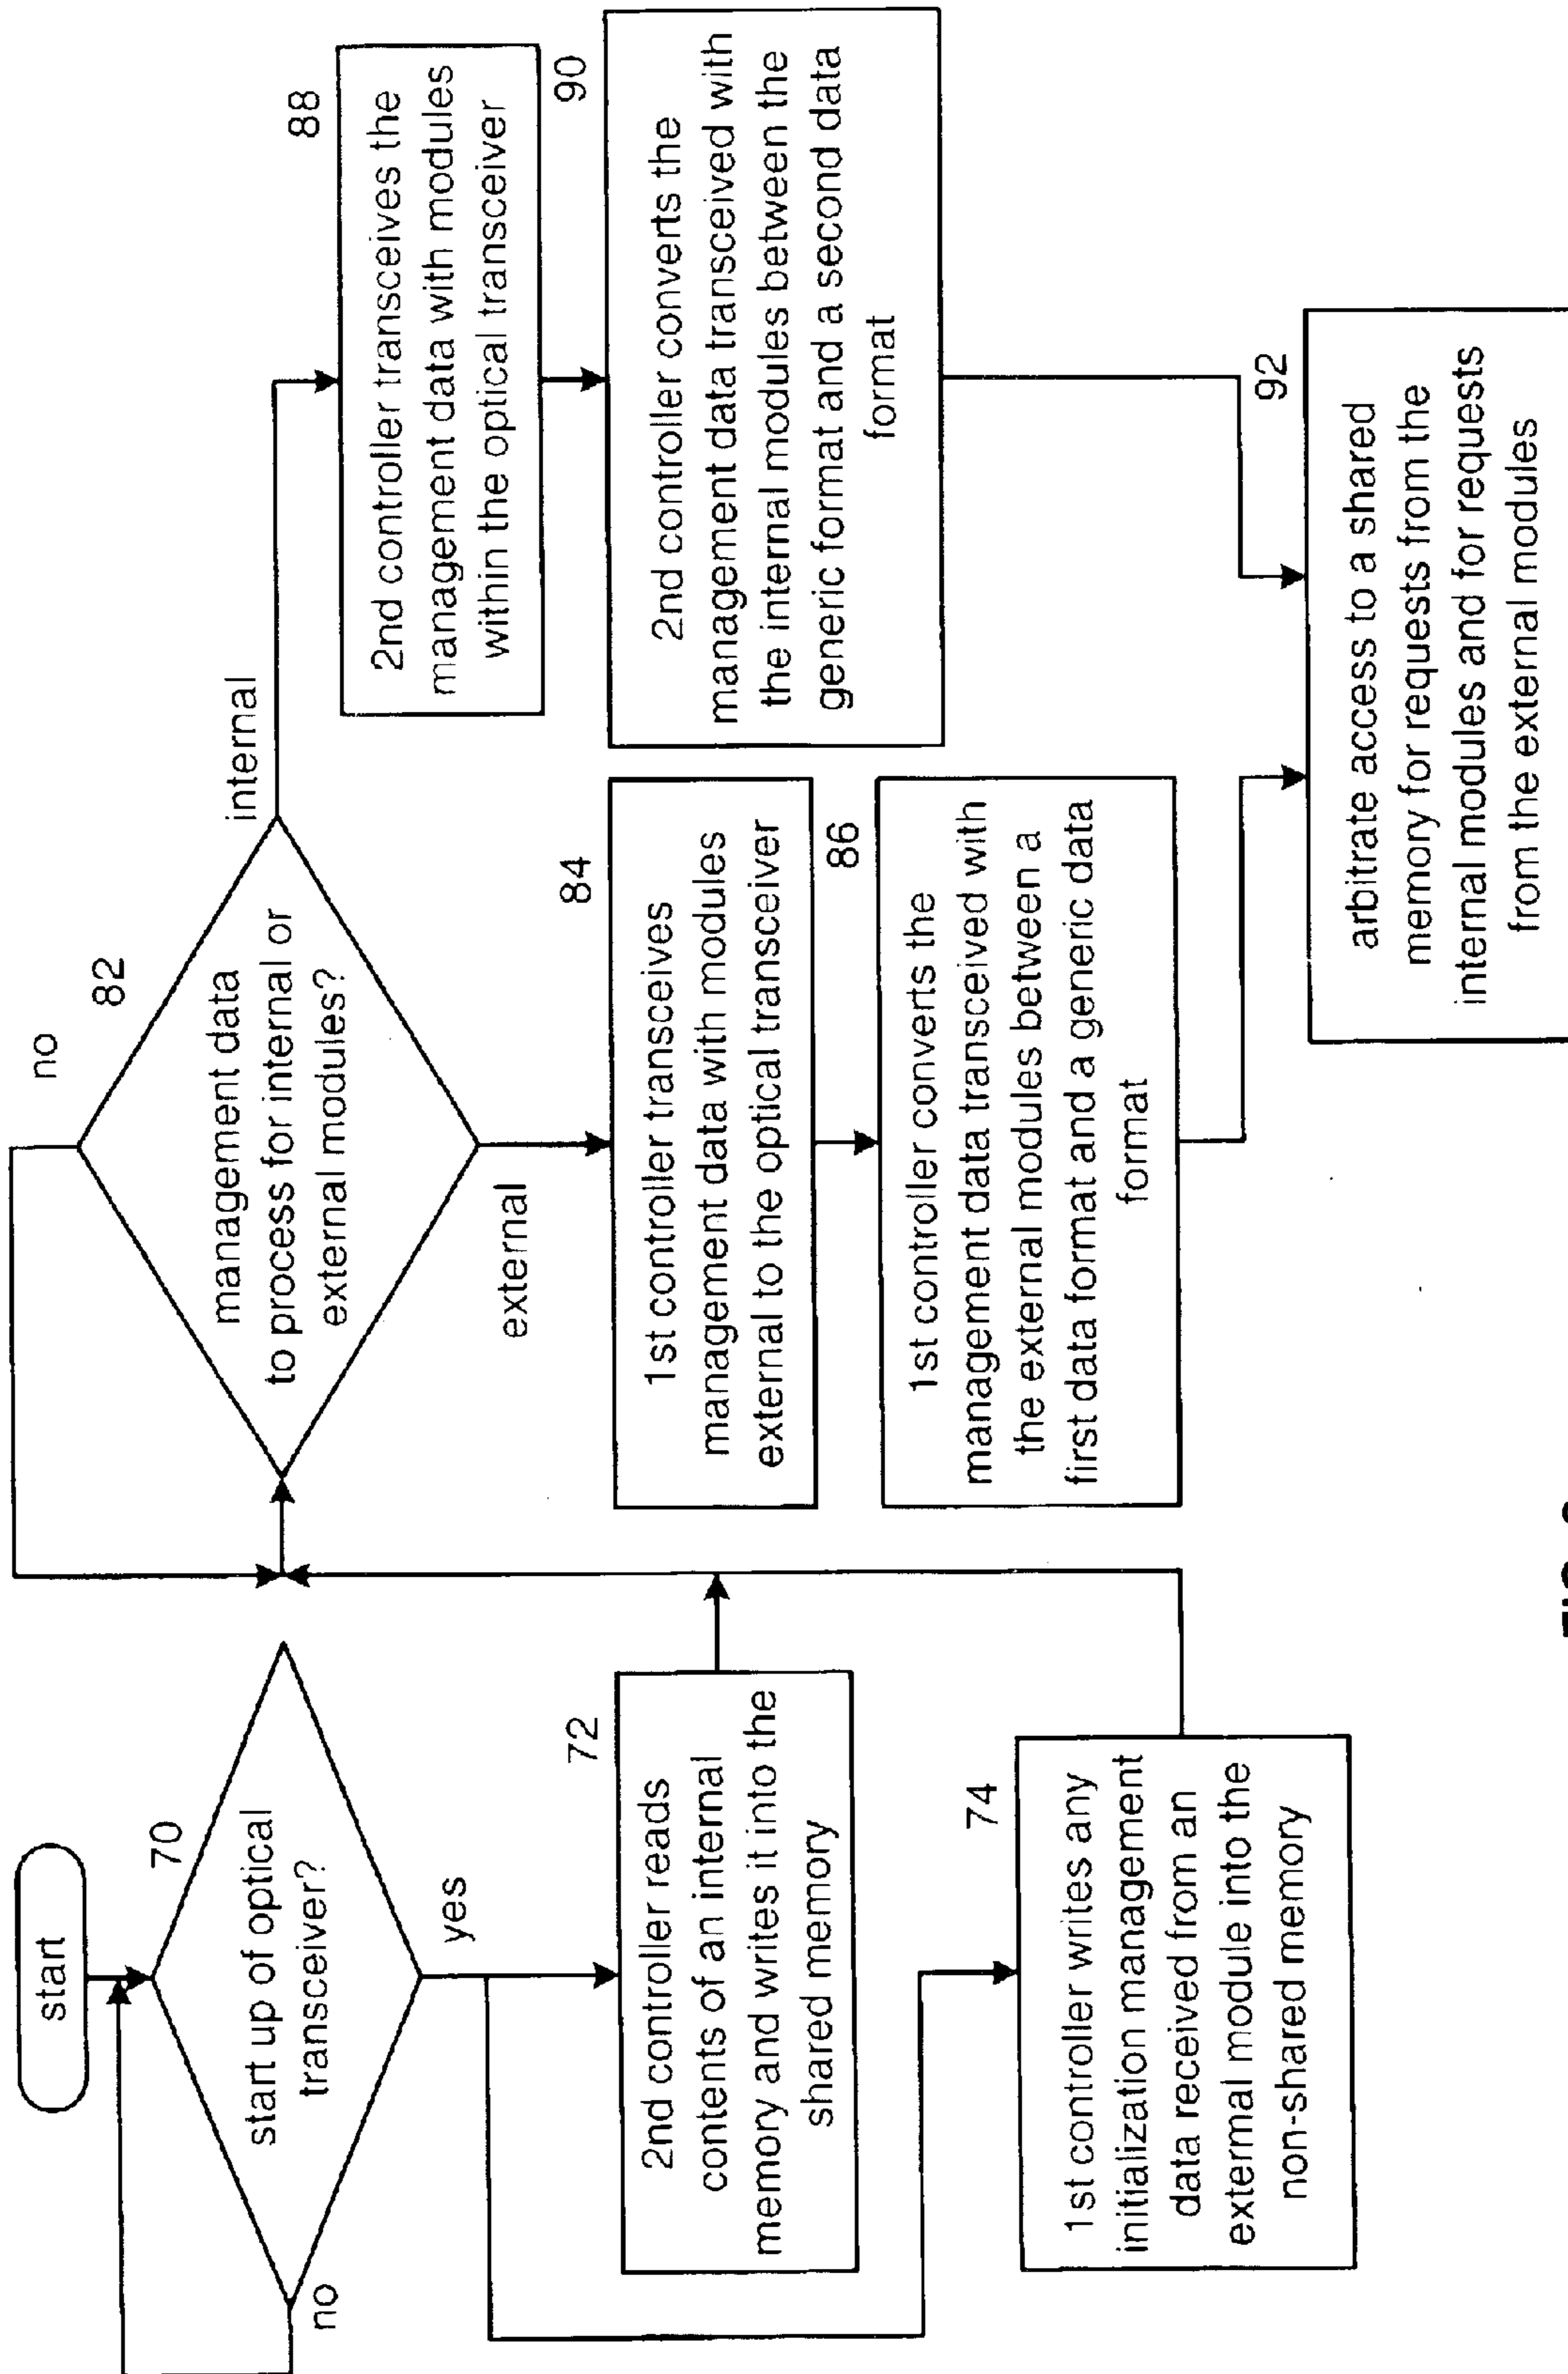 start
70
start up of optical
transceiver?
no
yes
72
2nd controller reads
contents of an internal
memory and writes it into the
shared memory
74
1st controller writes any
initialization management
data received from an
external module into the
non-shared memory
no
82
management data
to process for internal or
external modules?
internal
external
84
1st controller transceives
management data with modules
external to the optical transceiver
86
1st controller converts the
management data transceived with
the external modules between a
first data format and a generic data
format
88
2nd controller transceives the
management data with modules
within the optical transceiver
90
2nd controller converts the
management data transceived with
the internal modules between the
generic format and a second data
format
92
arbitrate access to a shared
memory for requests from the
internal modules and for requests
from the external modules